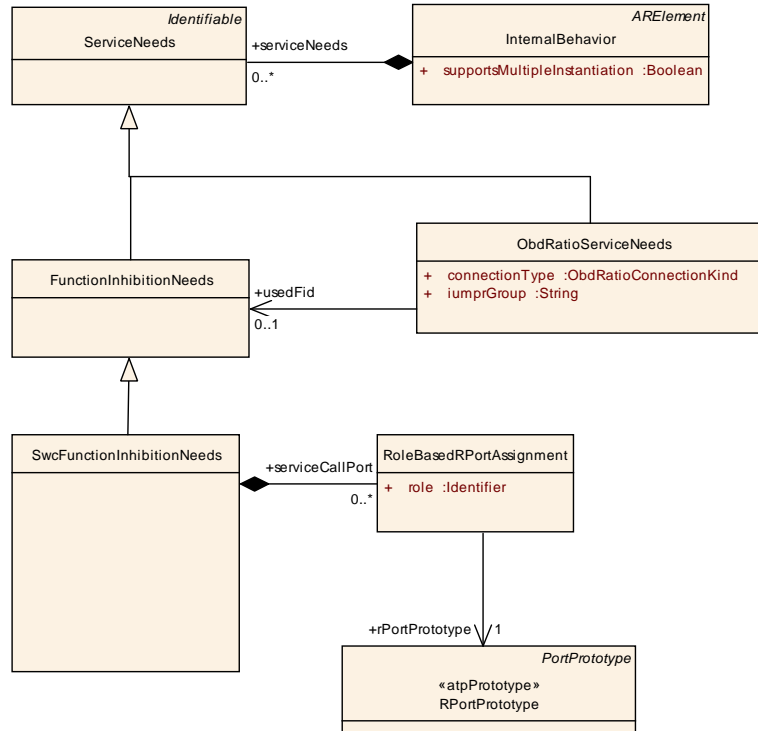 Identifiable
ServiceNeeds
+serviceNeeds
0..*
ARElement
InternalBehavior
+ supportsMultipleInstantiation :Boolean
ObdRatioServiceNeeds
+ connectionType :ObdRatioConnectionKind
+ iumprGroup :String
FunctionInhibitionNeeds
+usedFid
0..1
SwcFunctionInhibitionNeeds
+serviceCallPort
0..*
RoleBasedRPortAssignment
+ role :Identifier
+rPortPrototype
1
PortPrototype
«atpPrototype»
RPortPrototype